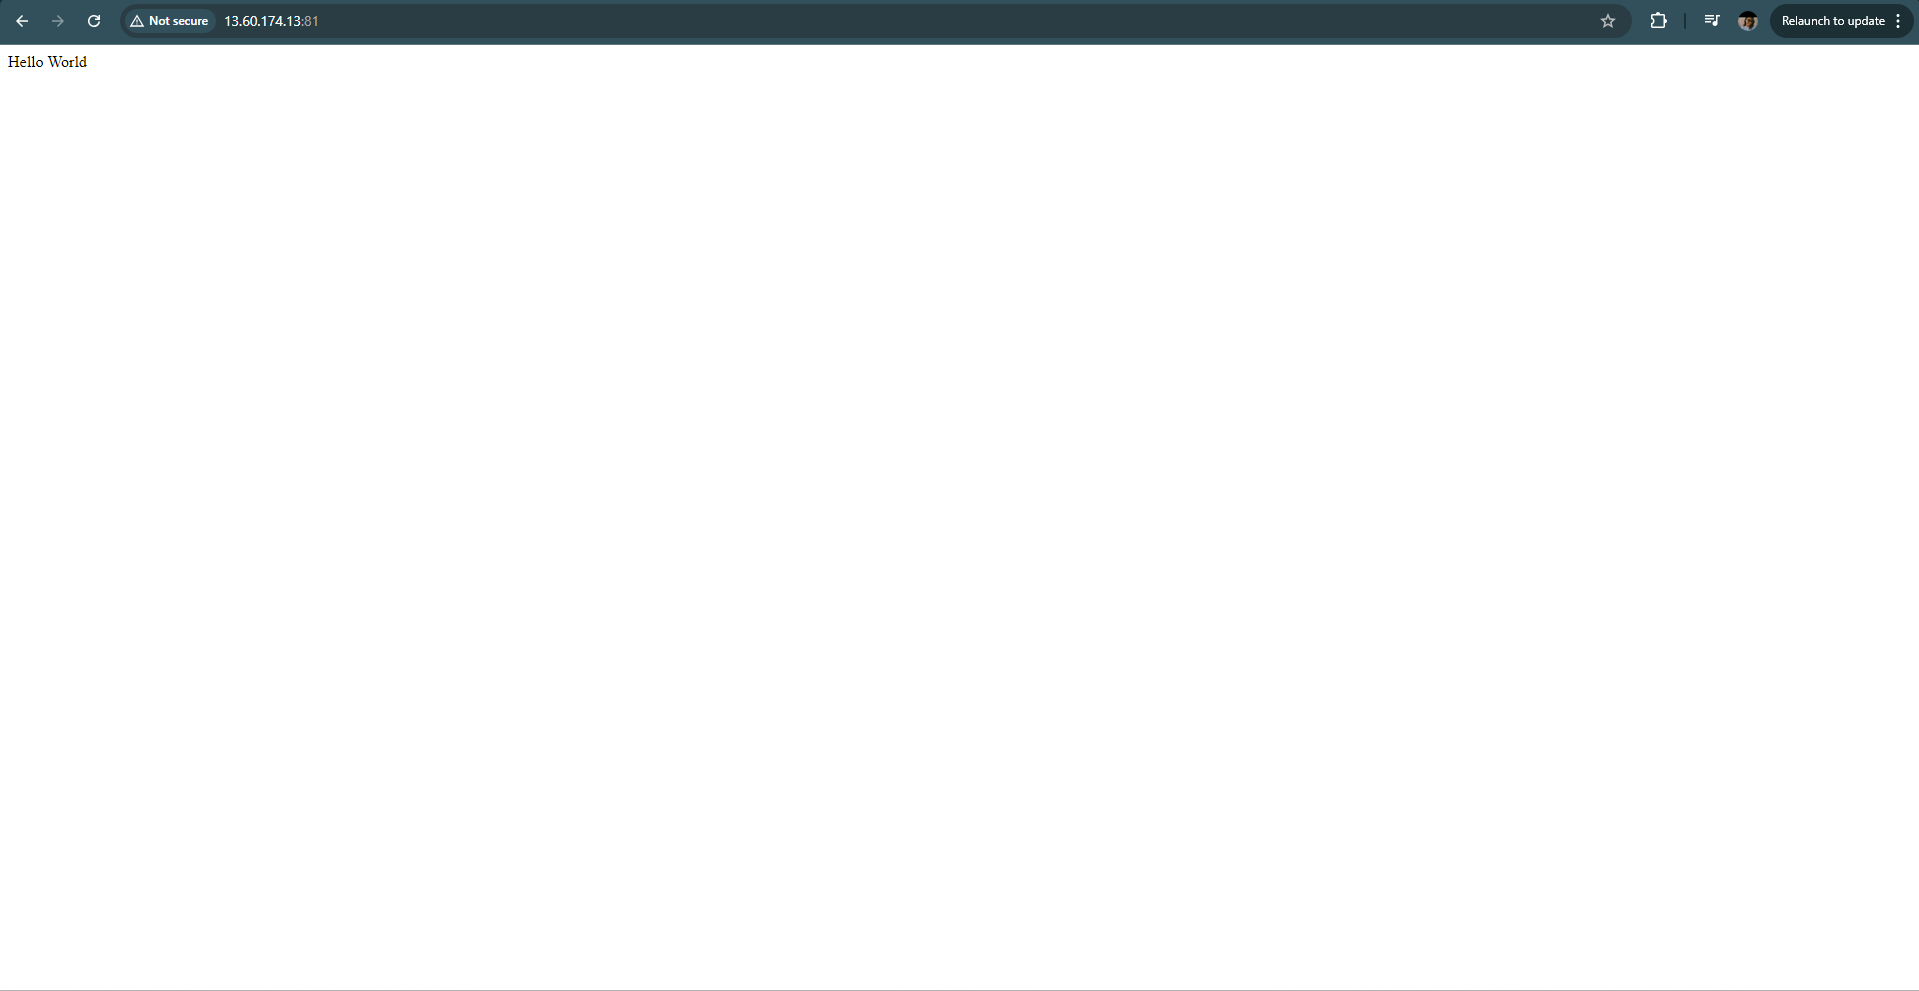 Not secure 13.60.174.13:81 Relaunch to update
Hello World